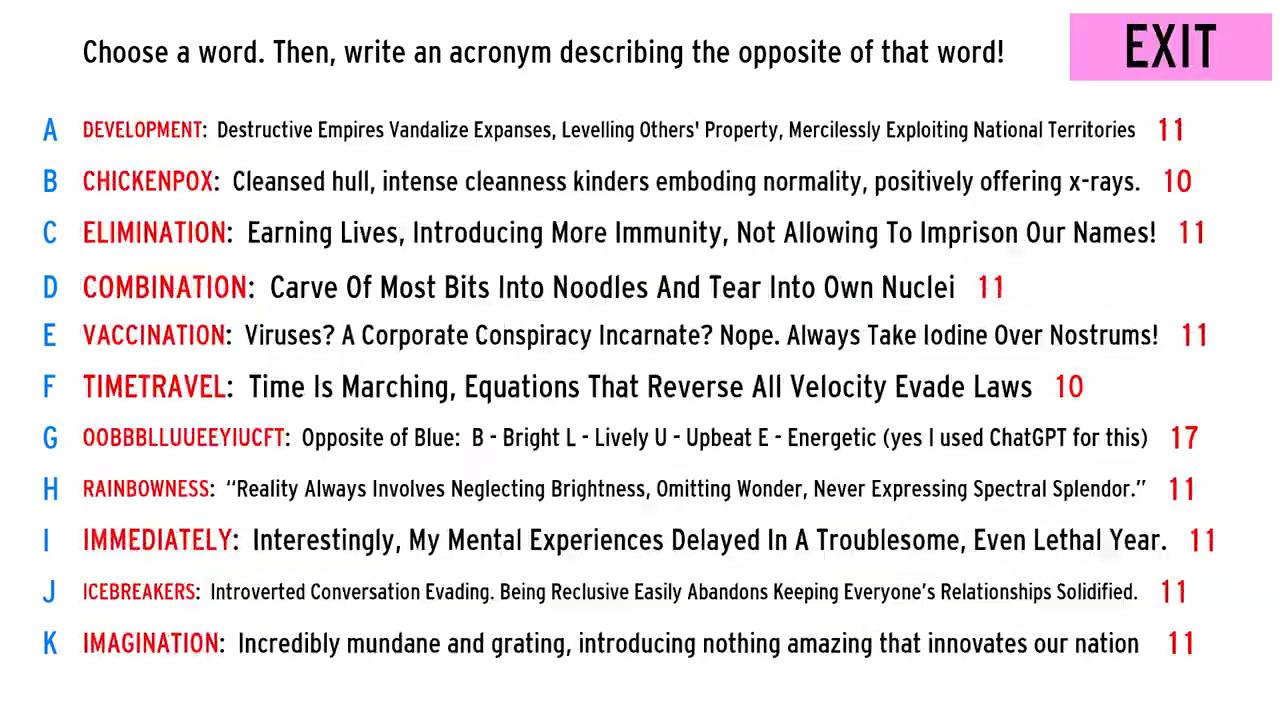 Choose a word. Then, write an acronym describing the opposite of that word!
EXIT
A DEVELOPMENT: Destructive Empires Vandalize Expanses, Levelling Others' Property, Mercilessly Exploiting National Territories 11
B CHICKENPOX: Cleansed hull, intense cleanness kinders emboding normality, positively offering x-rays. 10
C ELIMINATION: Earning Lives, Introducing More Immunity, Not Allowing To Imprison Our Names! 11
D COMBINATION: Carve Of Most Bits Into Noodles And Tear Into Own Nuclei 11
E VACCINATION: Viruses? A Corporate Conspiracy Incarnate? Nope. Always Take Iodine Over Nostrums! 11
F TIMETRAVEL: Time Is Marching, Equations That Reverse All Velocity Evade Laws 10
G OOBBBLLUUEEYIUCFT: Opposite of Blue: B - Bright L - Lively U - Upbeat E - Energetic (yes I used ChatGPT for this) 17
H RAINBOWNESS: “Reality Always Involves Neglecting Brightness, Omitting Wonder, Never Expressing Spectral Splendor.” 11
I IMMEDIATELY: Interestingly, My Mental Experiences Delayed In A Troublesome, Even Lethal Year. 11
J ICEBREAKERS: Introverted Conversation Evading. Being Reclusive Easily Abandons Keeping Everyone’s Relationships Solidified. 11
K IMAGINATION: Incredibly mundane and grating, introducing nothing amazing that innovates our nation 11